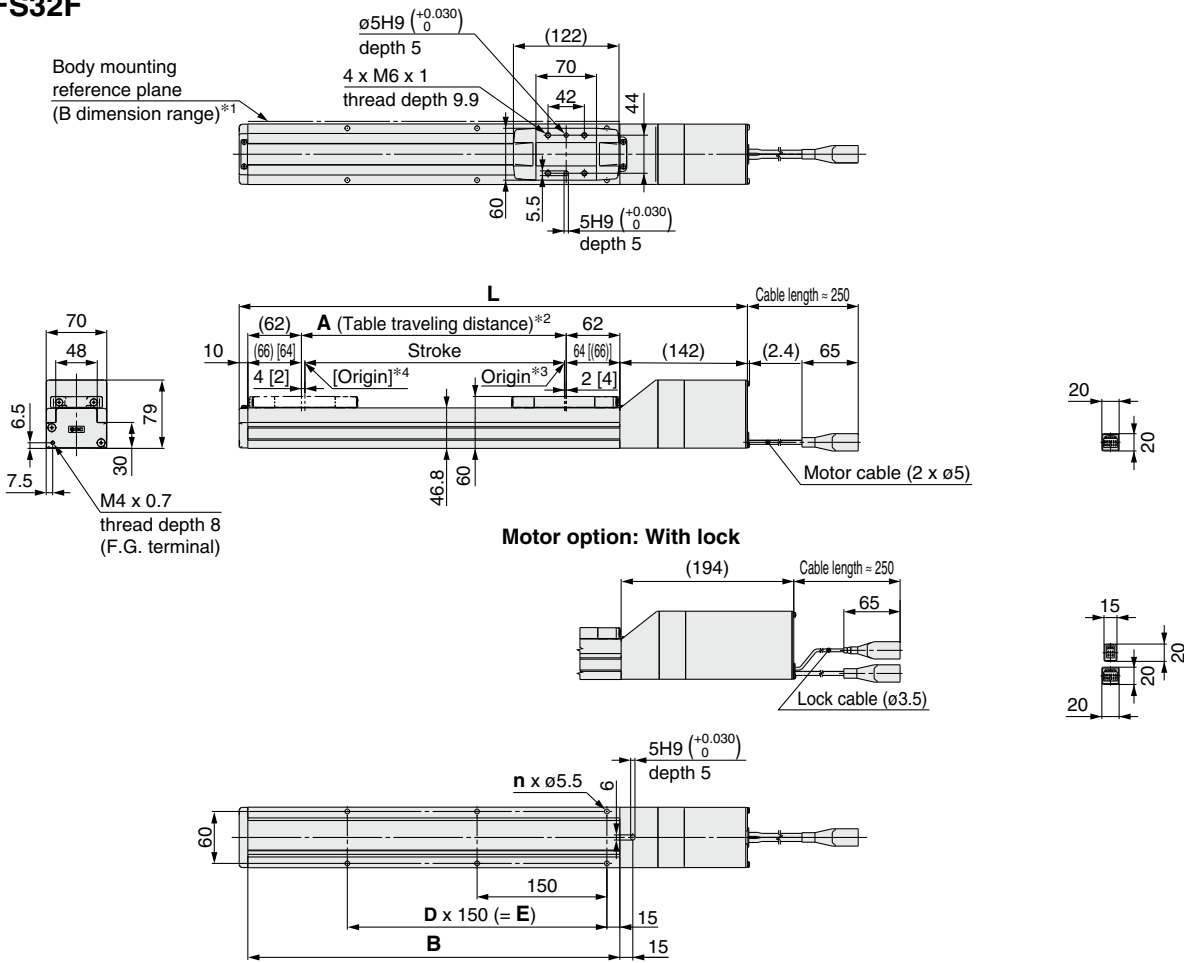 FS32F
ø5H9 (+0.030 0)
depth 5
(122)
Body mounting
reference plane
(B dimension range)*1
4 x M6 x 1
thread depth 9.9
70
42
44
60
5.5
5H9 (+0.030 0)
depth 5
L
Cable length ≈ 250
(62)
A (Table traveling distance)*2
62
10
(66) [64]
Stroke
64 [(66)]
(142)
(2.4)
65
4 [2]
[Origin]*4
Origin*3
2 [4]
70
48
79
6.5
30
7.5
M4 x 0.7
thread depth 8
(F.G. terminal)
46.8
60
Motor cable (2 x ø5)
20
20
Motor option: With lock
(194)
Cable length ≈ 250
65
Lock cable (ø3.5)
15
20
20
20
5H9 (+0.030 0)
depth 5
n x ø5.5
6
60
150
D x 150 (= E)
15
B
15